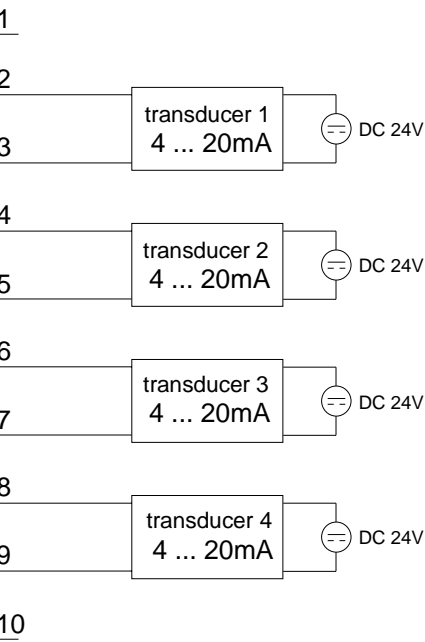 1
2
transducer 1
DC 24V
4 ... 20mA
3
4
transducer 2
DC 24V
4 ... 20mA
5
6
transducer 3
DC 24V
4 ... 20mA
7
8
transducer 4
DC 24V
4 ... 20mA
9
10